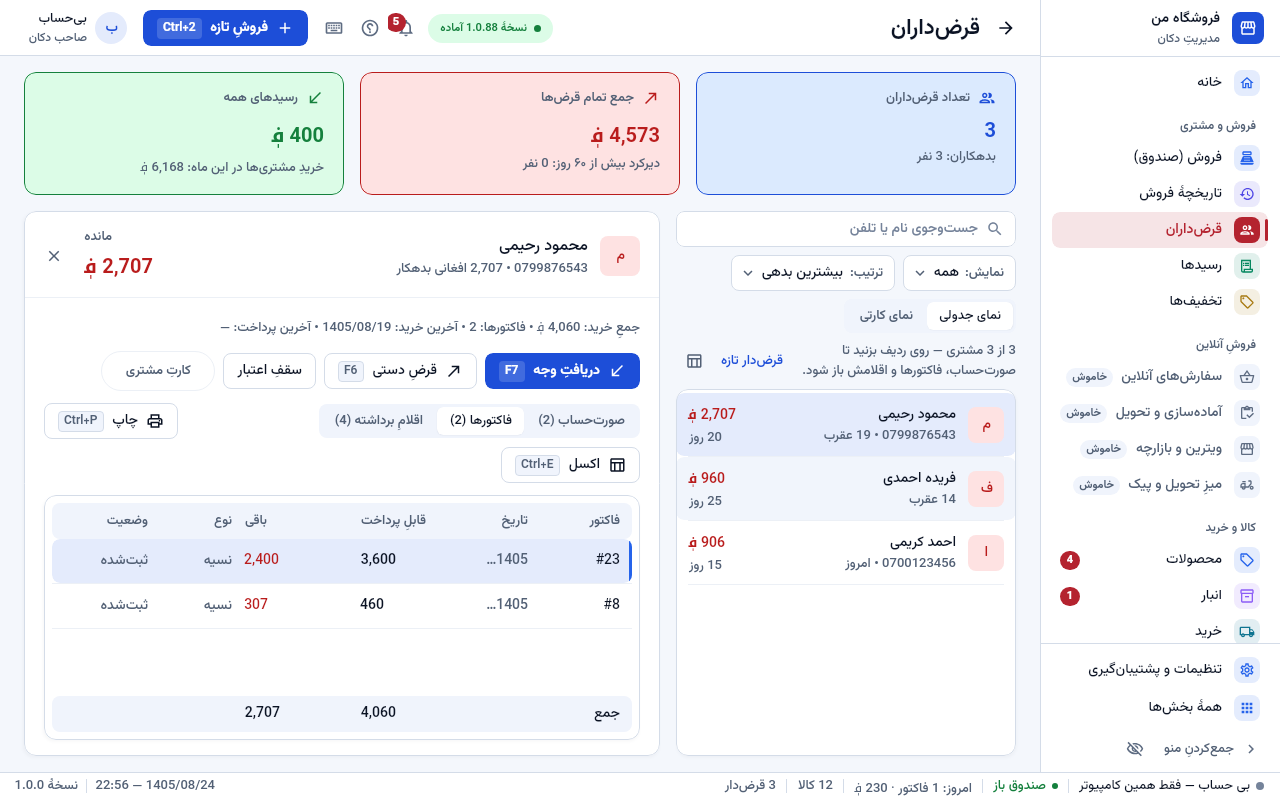 فروشگاه من
مدیریتِ دکان
خانه
فروش و مشتری
فروش (صندوق)
تاریخچهٔ فروش
قرض‌داران
رسیدها
تخفیف‌ها
فروشِ آنلاین
سفارش‌های آنلاین خاموش
آماده‌سازی و تحویل خاموش
ویترین و بازارچه خاموش
میزِ تحویل و پیک خاموش
کالا و خرید
محصولات 4
انبار 1
خرید
تنظیمات و پشتیبان‌گیری
همهٔ بخش‌ها
جمع‌کردنِ منو
قرض‌داران
نسخهٔ 1.0.88 آماده
5
فروشِ تازه Ctrl+2
بی‌حساب
صاحب دکان
ب
تعداد قرض‌داران
3
بدهکاران: 3 نفر
جمع تمام قرض‌ها
4,573 ؋
دیرکرد بیش از ۶۰ روز: 0 نفر
رسیدهای همه
400 ؋
خریدِ مشتری‌ها در این ماه: 6,168 ؋
جست‌وجوی نام یا تلفن
نمایش: همه
ترتیب: بیشترین بدهی
نمای جدولی
نمای کارتی
3 از 3 مشتری — روی ردیف بزنید تا
صورت‌حساب، فاکتورها و اقلامش باز شود.
قرض‌دار تازه
م
محمود رحیمی
2,707 ؋
0799876543 • 19 عقرب
20 روز
ف
فریده احمدی
960 ؋
14 عقرب
25 روز
ا
احمد کریمی
906 ؋
0700123456 • امروز
15 روز
م
محمود رحیمی
0799876543 • 2,707 افغانی بدهکار
مانده
2,707 ؋
جمعِ خرید: 4,060 ؋ • فاکتورها: 2 • آخرین خرید: 1405/08/19 • آخرین پرداخت: —
دریافتِ وجه F7
قرضِ دستی F6
سقفِ اعتبار
کارتِ مشتری
صورت‌حساب (2)
فاکتورها (2)
اقلامِ برداشته (4)
چاپ Ctrl+P
اکسل Ctrl+E
فاکتور تاریخ قابلِ پرداخت باقی نوع وضعیت
#23 1405... 3,600 2,400 نسیه ثبت‌شده
#8 1405... 460 307 نسیه ثبت‌شده
جمع 4,060 2,707
بی حساب — فقط همین کامپیوتر
صندوق باز
امروز: 1 فاکتور · 230 ؋
12 کالا
3 قرض‌دار
1405/08/24 — 22:56
نسخهٔ 1.0.0